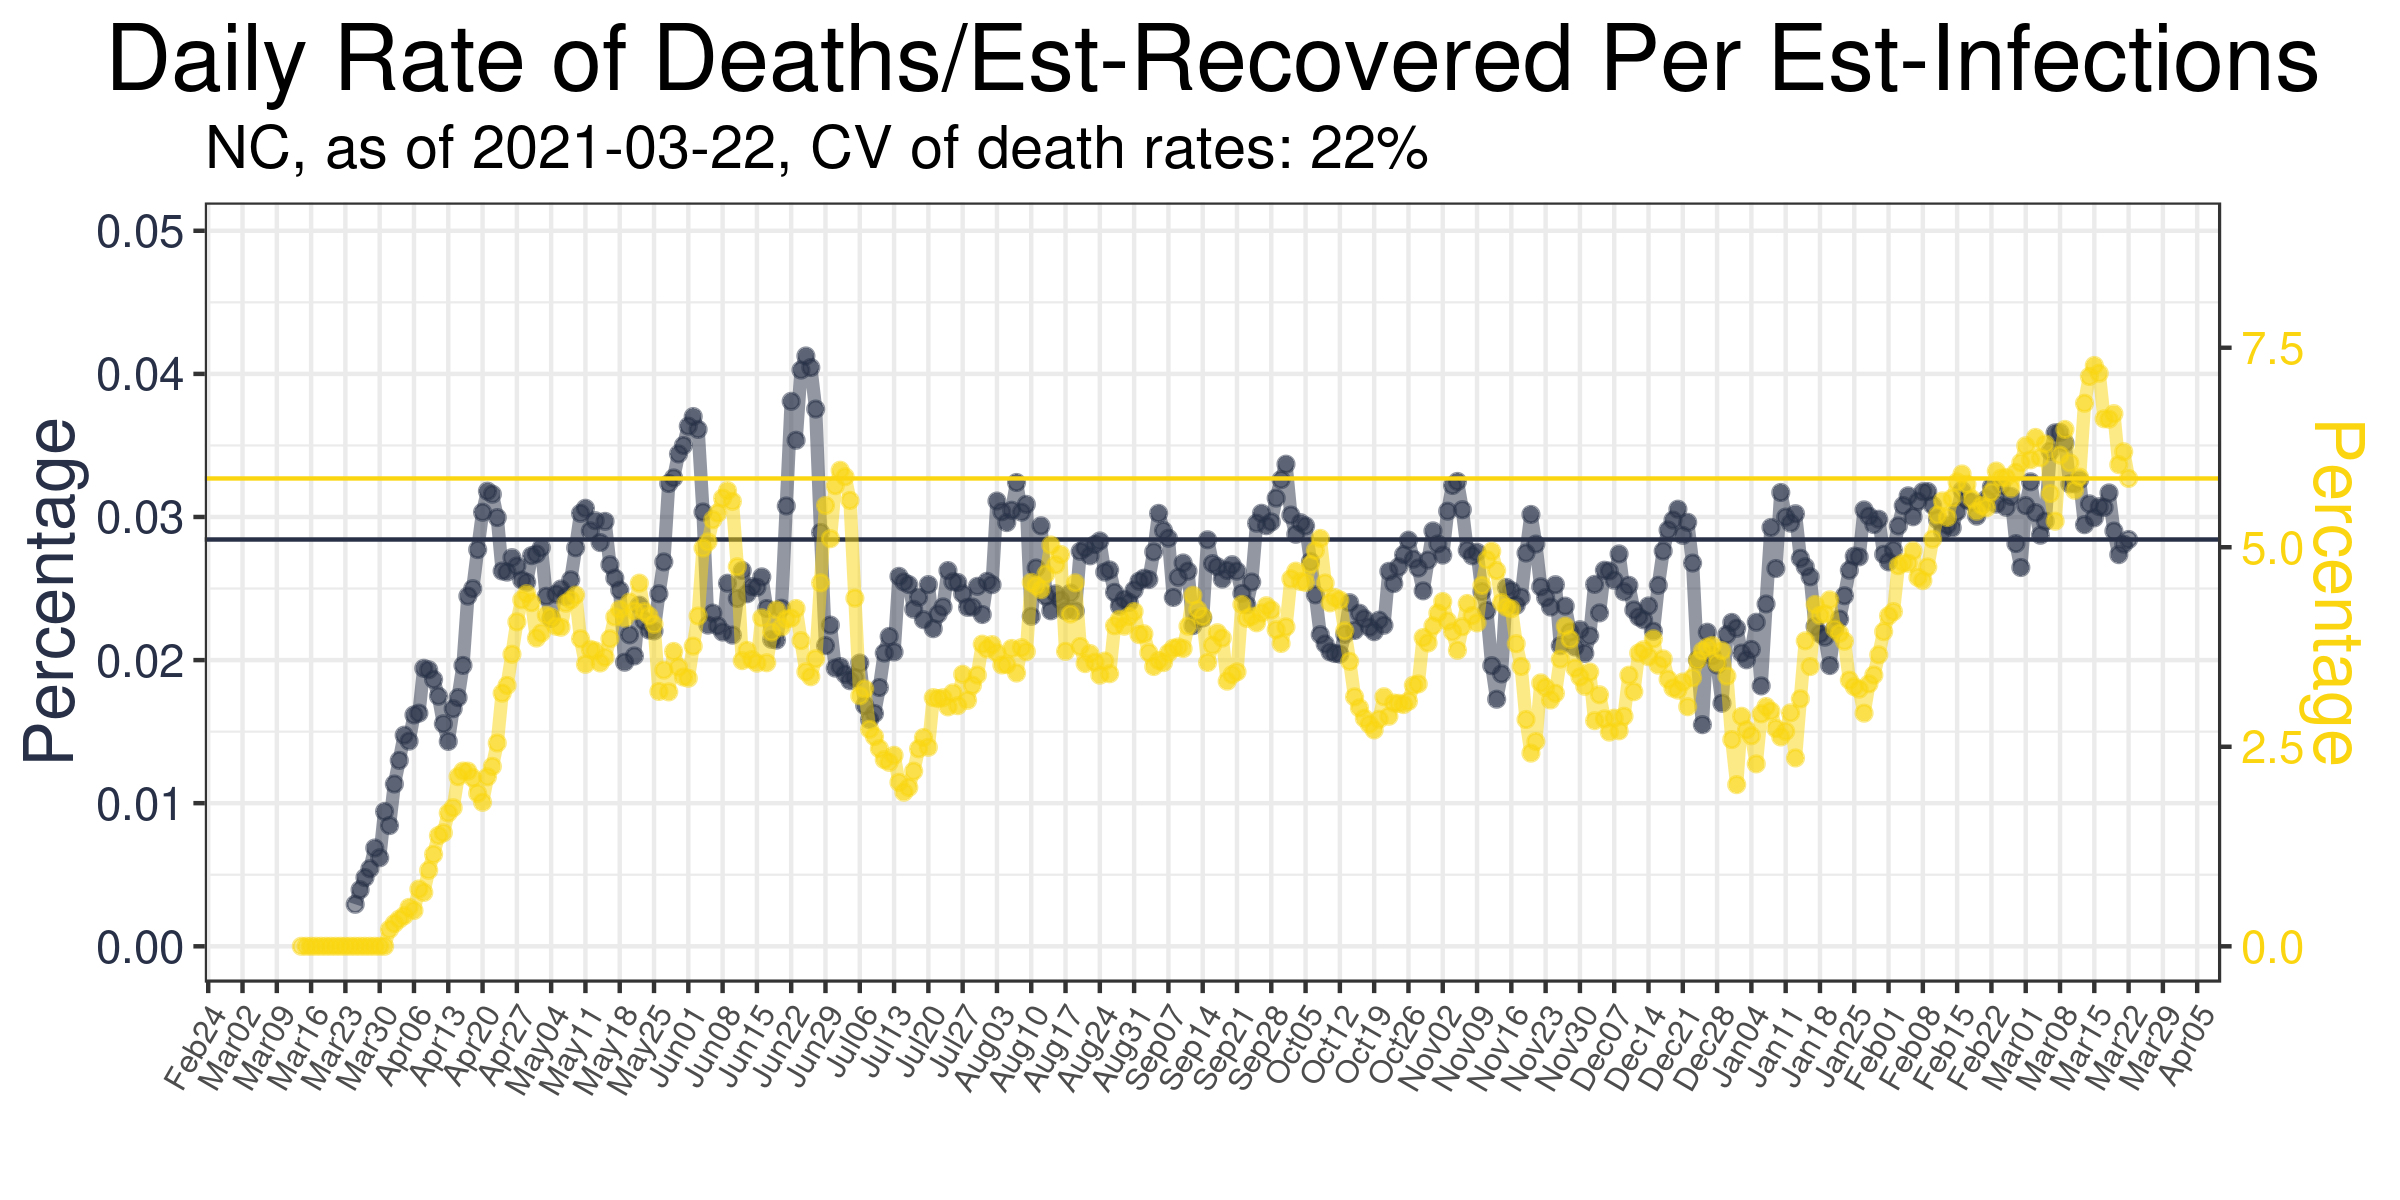 Daily Rate of Deaths/Est-Recovered Per Est-Infections
NC, as of 2021-03-22, CV of death rates: 22%
Percentage
0.05
0.04
0.03
0.02
0.01
0.00
7.5
5.0
2.5
0.0
Percentage
Feb24
Mar02
Mar09
Mar16
Mar23
Mar30
Apr06
Apr13
Apr20
Apr27
May04
May11
May18
May25
Jun01
Jun08
Jun15
Jun22
Jun29
Jul06
Jul13
Jul20
Jul27
Aug03
Aug10
Aug17
Aug24
Aug31
Sep07
Sep14
Sep21
Sep28
Oct05
Oct12
Oct19
Oct26
Nov02
Nov09
Nov16
Nov23
Nov30
Dec07
Dec14
Dec21
Dec28
Jan04
Jan11
Jan18
Jan25
Feb01
Feb08
Feb15
Feb22
Mar01
Mar08
Mar15
Mar22
Mar29
Apr05